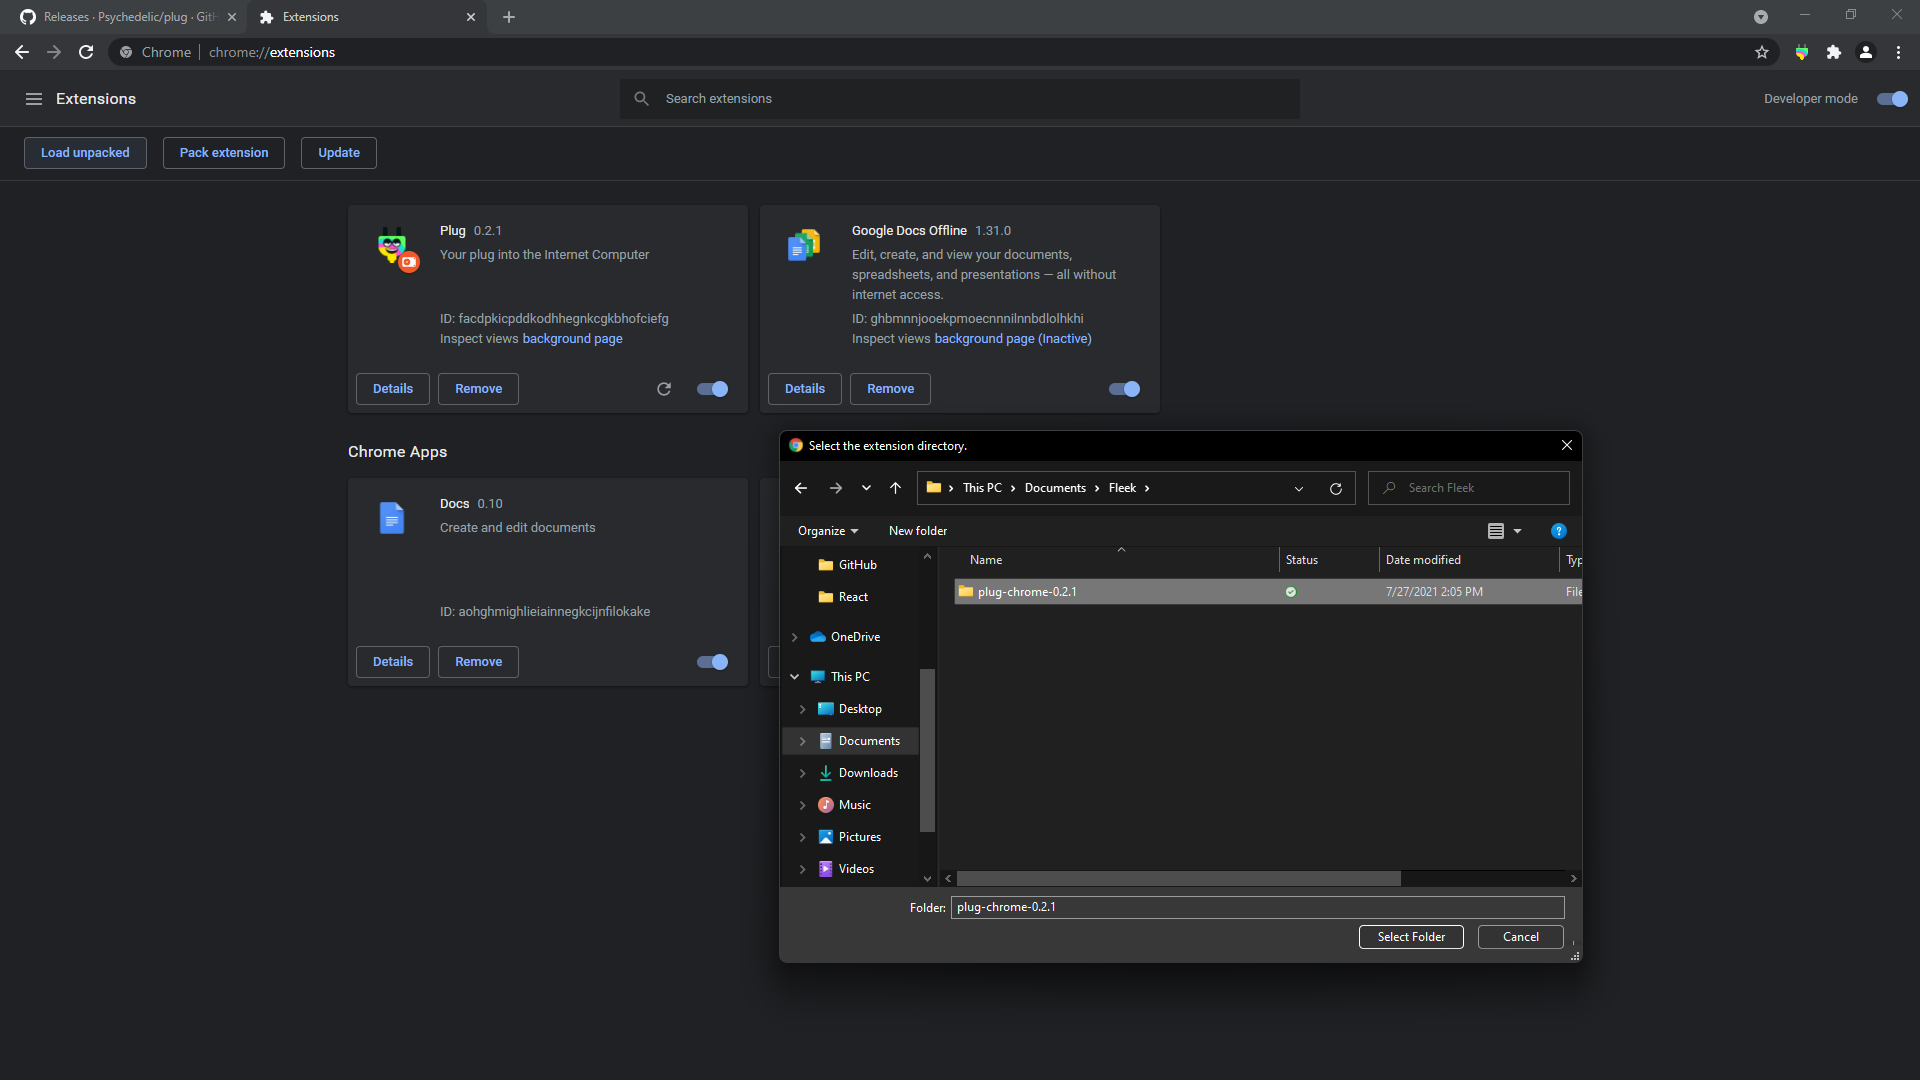 Releases · Psychedelic/plug · GitH
Extensions
Chrome
chrome://extensions
Extensions
Search extensions
Developer mode
Load unpacked
Pack extension
Update
Plug 0.2.1
Your plug into the Internet Computer
ID: facdpkicpddkodhhegnkcgkbhofciefg
Inspect views background page
Details
Remove
Google Docs Offline 1.31.0
Edit, create, and view your documents,
spreadsheets, and presentations — all without
internet access.
ID: ghbmnnjooekpmoecnnnilnnbdlolhkhi
Inspect views background page (Inactive)
Details
Remove
Chrome Apps
Docs 0.10
Create and edit documents
ID: aohghmighlieiainnegkcijnfilokake
Details
Remove
Select the extension directory.
This PC
Documents
Fleek
Search Fleek
Organize
New folder
?
GitHub
React
OneDrive
This PC
Desktop
Documents
Downloads
Music
Pictures
Videos
Name
Status
Date modified
Typ
plug-chrome-0.2.1
7/27/2021 2:05 PM
File
Folder:
plug-chrome-0.2.1
Select Folder
Cancel